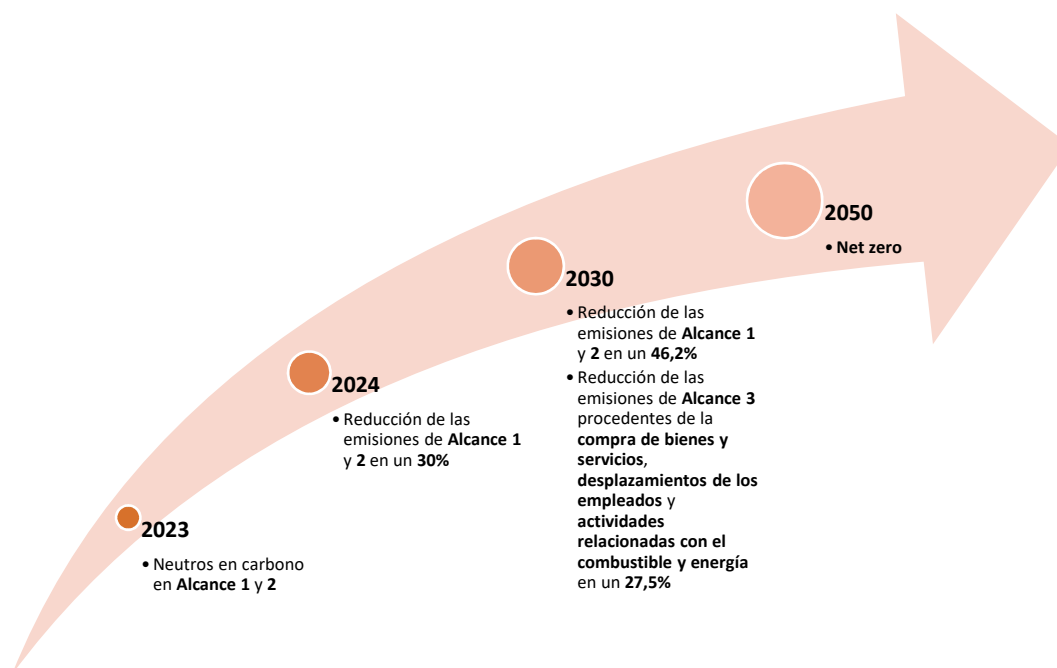 2023
• Neutros en carbono
en Alcance 1 y 2
2024
• Reducción de las
emisiones de Alcance 1
y 2 en un 30%
2030
• Reducción de las
emisiones de Alcance 1
y 2 en un 46,2%
• Reducción de las
emisiones de Alcance 3
procedentes de la
compra de bienes y
servicios,
desplazamientos de los
empleados y
actividades
relacionadas con el
combustible y energía
en un 27,5%
2050
• Net zero